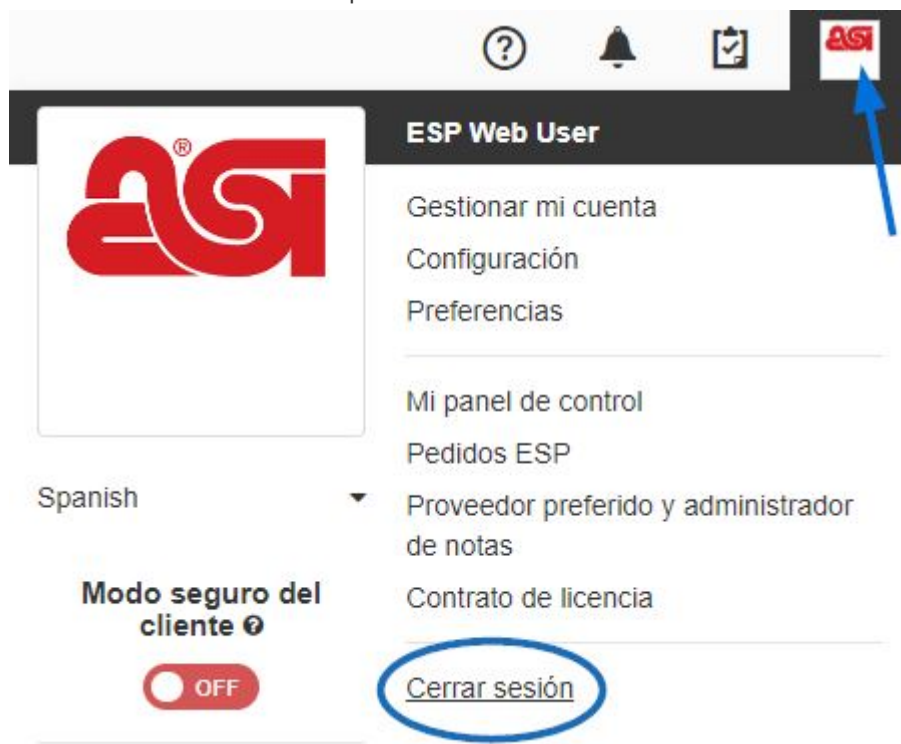 asi
ESP Web User
asi®
Gestionar mi cuenta
Configuración
Preferencias
Mi panel de control
Pedidos ESP
Proveedor preferido y administrador
de notas
Contrato de licencia
Cerrar sesión
Spanish
Modo seguro del
cliente
OFF